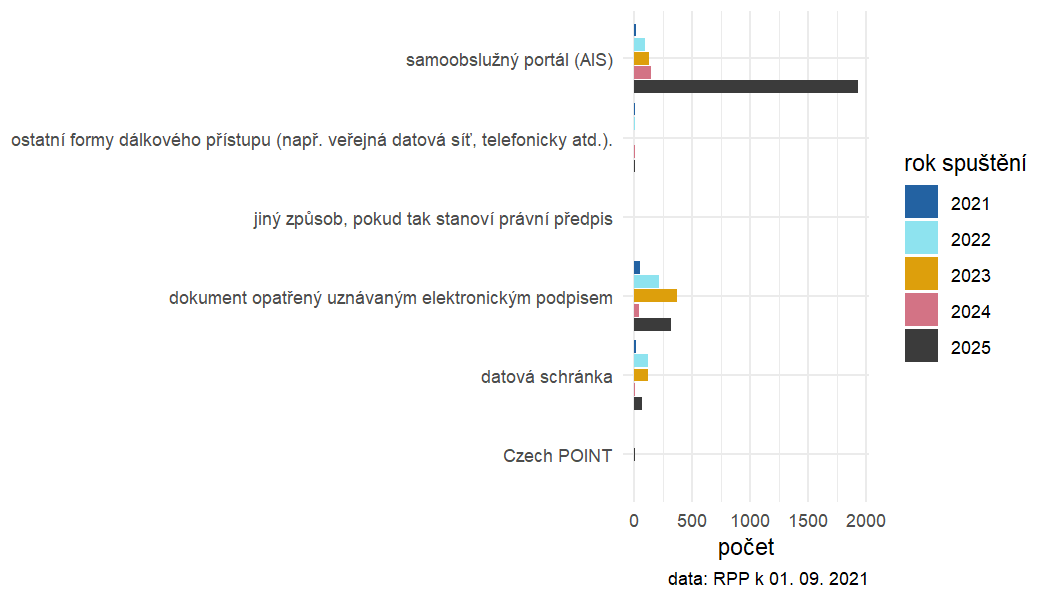 samoobslužný portál (AIS)
ostatní formy dálkového přístupu (např. veřejná datová síť, telefonicky atd.).
jiný způsob, pokud tak stanoví právní předpis
dokument opatřený uznávaným elektronickým podpisem
datová schránka
Czech POINT
0 500 1000 1500 2000
počet
data: RPP k 01. 09. 2021
rok spuštění
2021
2022
2023
2024
2025